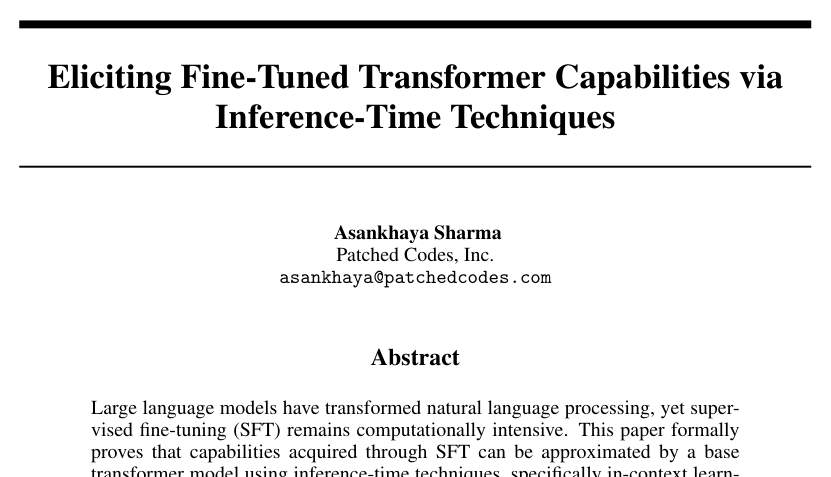 Eliciting Fine-Tuned Transformer Capabilities via
Inference-Time Techniques
Asankhaya Sharma
Patched Codes, Inc.
asankhaya@patchedcodes.com
Abstract
Large language models have transformed natural language processing, yet super-
vised fine-tuning (SFT) remains computationally intensive. This paper formally
proves that capabilities acquired through SFT can be approximated by a base
transformer model using inference-time techniques, specifically in-context learn-